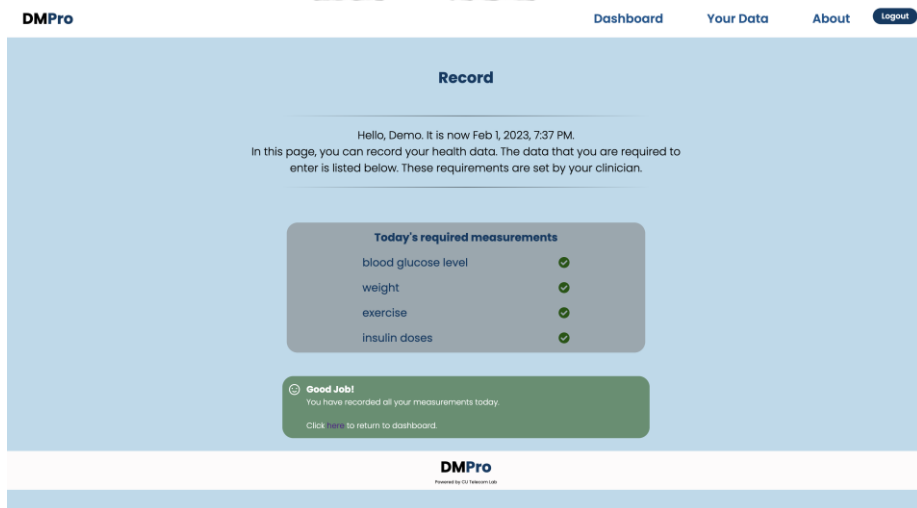 DMPro
Dashboard
Your Data
About
Logout
Record
Hello, Demo. It is now Feb 1, 2023, 7:37 PM.
In this page, you can record your health data. The data that you are required to
enter is listed below. These requirements are set by your clinician.
Today's required measurements
blood glucose level
weight
exercise
insulin doses
Good Job!
You have recorded all your measurements today.
Click here to return to dashboard.
DMPro
Powered by CU Telecom Lab